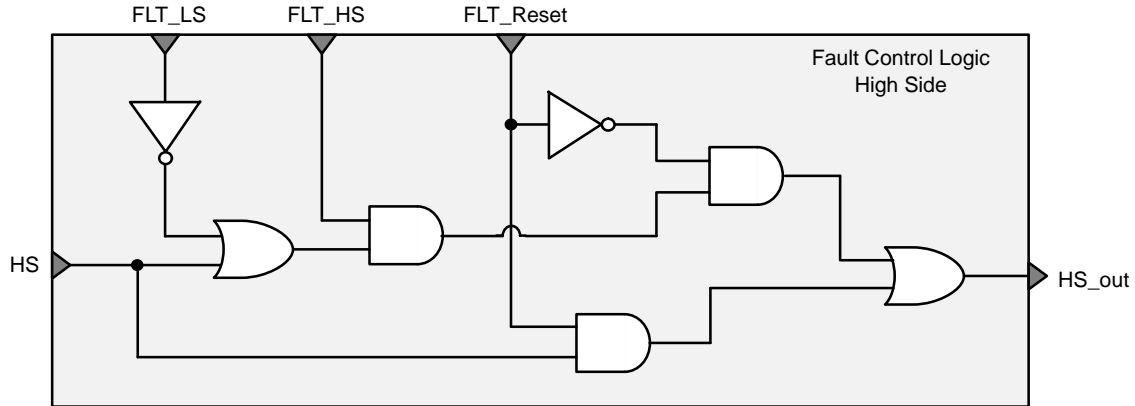 FLT_LS
FLT_HS
FLT_Reset
Fault Control Logic
High Side
HS
HS_out